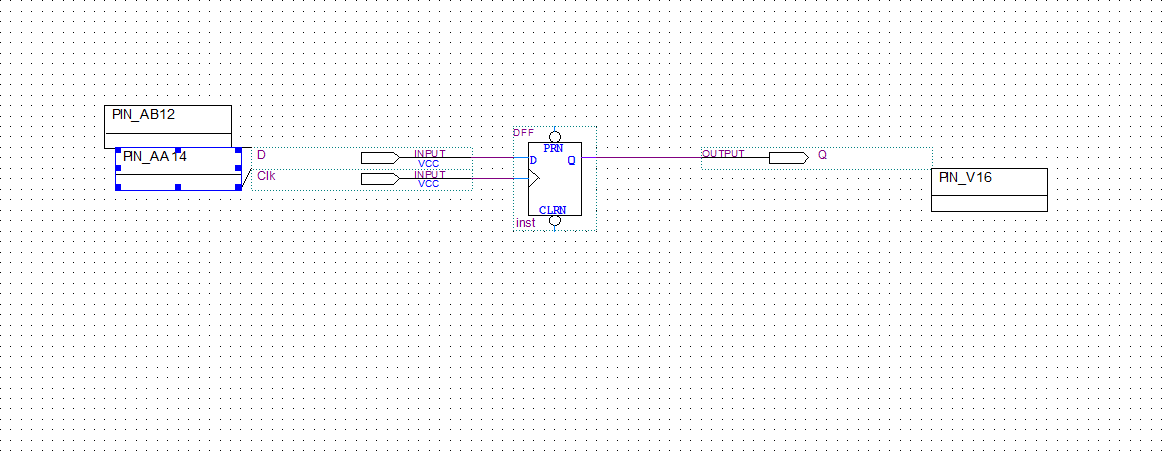 PIN_AB12
PIN_AA14
D
Clk
INPUT
VCC
INPUT
VCC
DFF
PRN
D
Q
CLRN
inst
OUTPUT
Q
PIN_V16